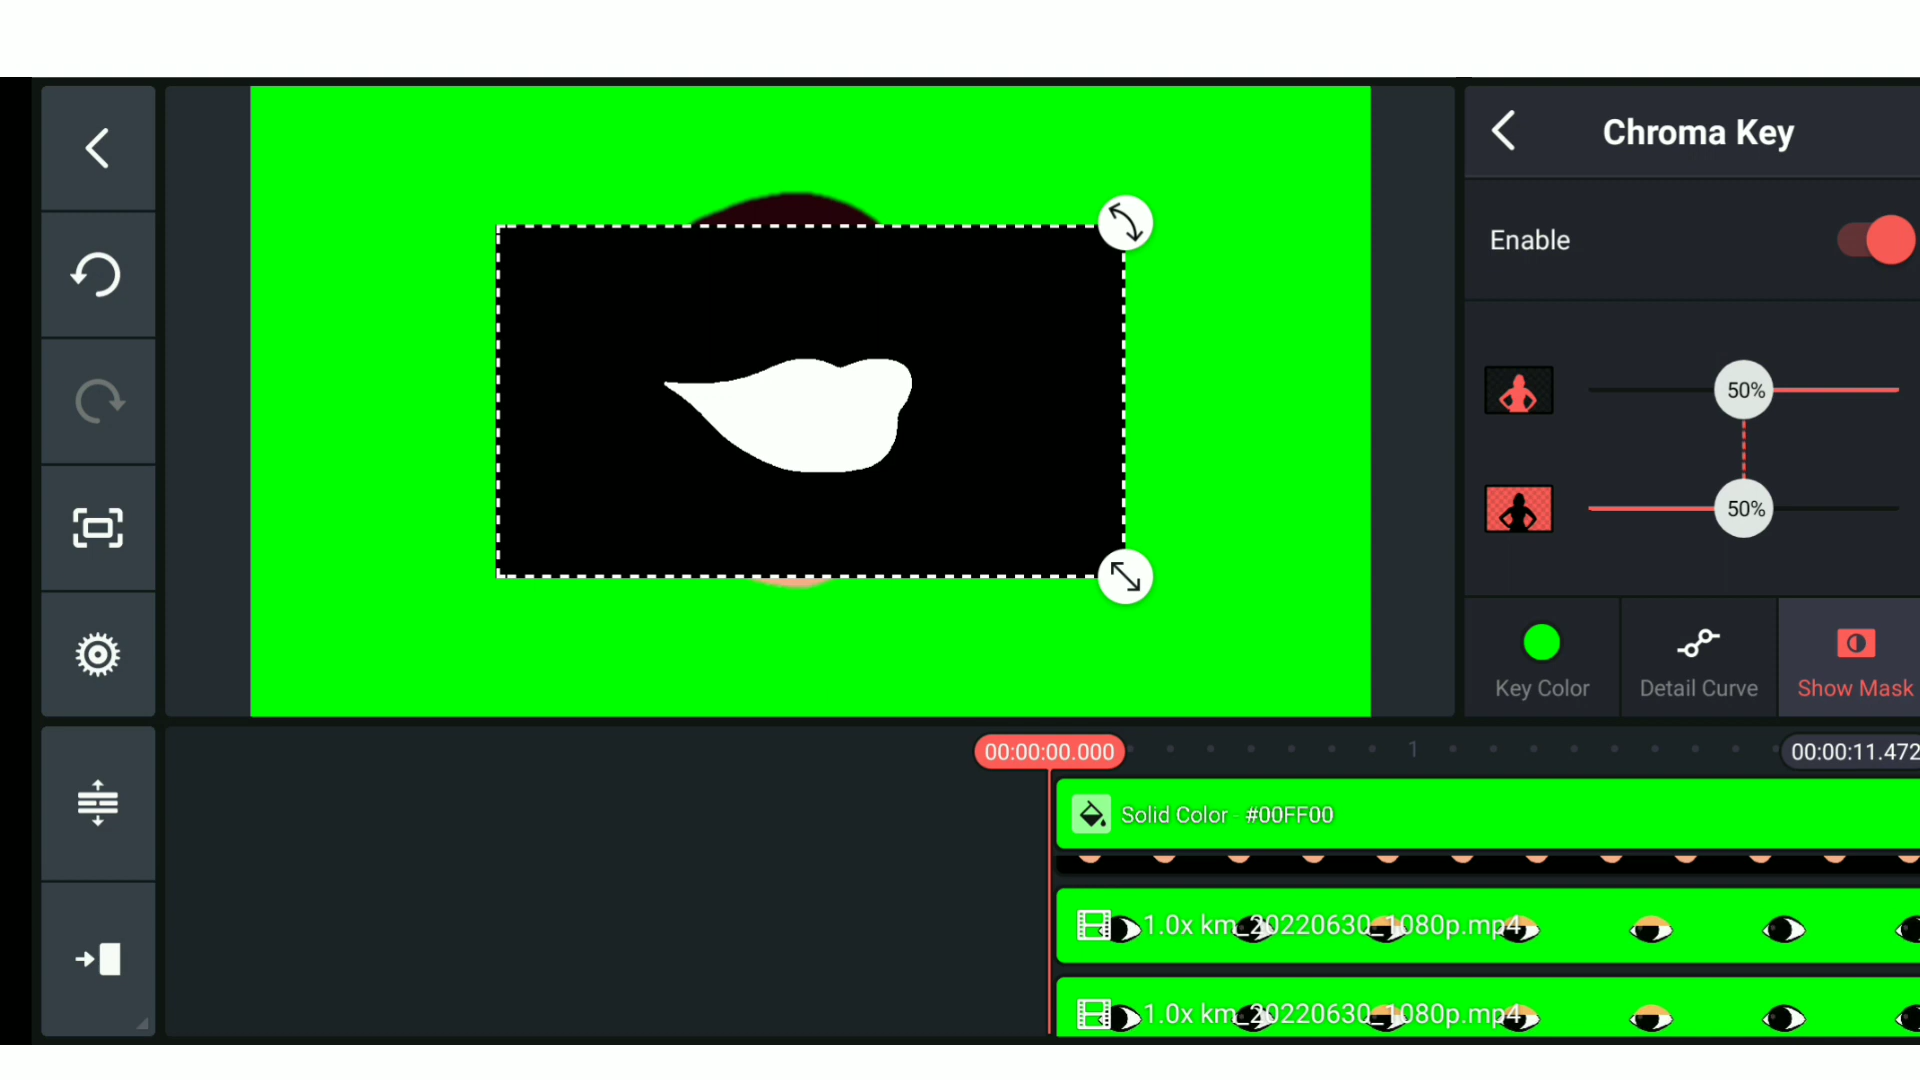 Chroma Key
Enable
50%
50%
Key Color
Detail Curve
Show Mask
00:00:00.000
1
00:00:11.472
Solid Color - #00FF00
1.0x km_20220630_1080p.mp4
1.0x km_20220630_1080p.mp4